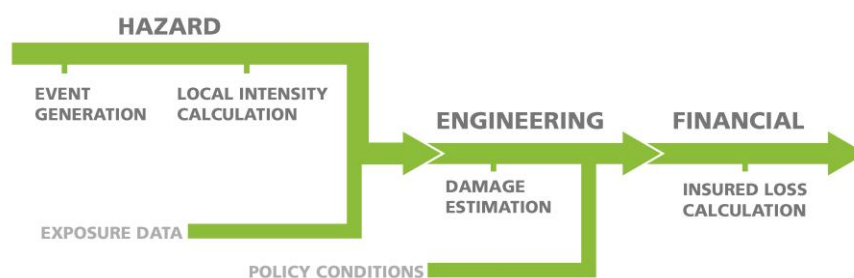 HAZARD
EVENT
GENERATION
LOCAL INTENSITY
CALCULATION
ENGINEERING
FINANCIAL
DAMAGE
ESTIMATION
INSURED LOSS
CALCULATION
EXPOSURE DATA
POLICY CONDITIONS